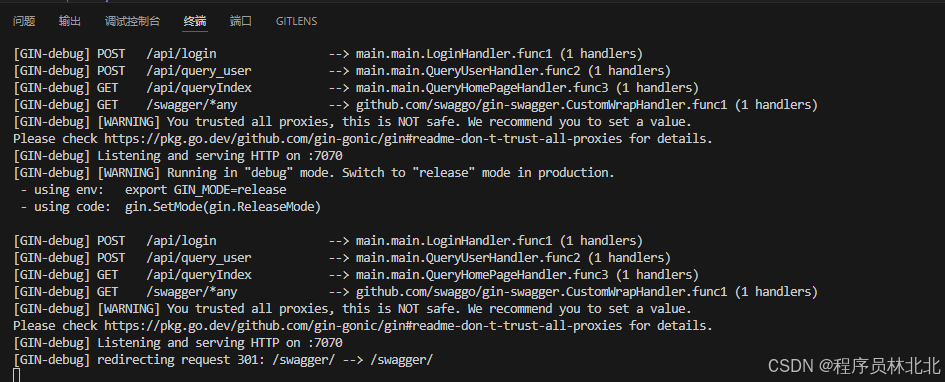 问题 输出 调试控制台 终端 端口 GITLENS
[GIN-debug] POST /api/login --> main.main.LoginHandler.func1 (1 handlers)
[GIN-debug] POST /api/query_user --> main.main.QueryUserHandler.func2 (1 handlers)
[GIN-debug] GET /api/queryIndex --> main.main.QueryHomePageHandler.func3 (1 handlers)
[GIN-debug] GET /swagger/*any --> github.com/swaggo/gin-swagger.CustomWrapHandler.func1 (1 handlers)
[GIN-debug] [WARNING] You trusted all proxies, this is NOT safe. We recommend you to set a value.
Please check https://pkg.go.dev/github.com/gin-gonic/gin#readme-don-t-trust-all-proxies for details.
[GIN-debug] Listening and serving HTTP on :7070
[GIN-debug] [WARNING] Running in "debug" mode. Switch to "release" mode in production.
- using env: export GIN_MODE=release
- using code: gin.SetMode(gin.ReleaseMode)
[GIN-debug] POST /api/login --> main.main.LoginHandler.func1 (1 handlers)
[GIN-debug] POST /api/query_user --> main.main.QueryUserHandler.func2 (1 handlers)
[GIN-debug] GET /api/queryIndex --> main.main.QueryHomePageHandler.func3 (1 handlers)
[GIN-debug] GET /swagger/*any --> github.com/swaggo/gin-swagger.CustomWrapHandler.func1 (1 handlers)
[GIN-debug] [WARNING] You trusted all proxies, this is NOT safe. We recommend you to set a value.
Please check https://pkg.go.dev/github.com/gin-gonic/gin#readme-don-t-trust-all-proxies for details.
[GIN-debug] Listening and serving HTTP on :7070
[GIN-debug] redirecting request 301: /swagger/ --> /swagger/
CSDN @程序员林北北